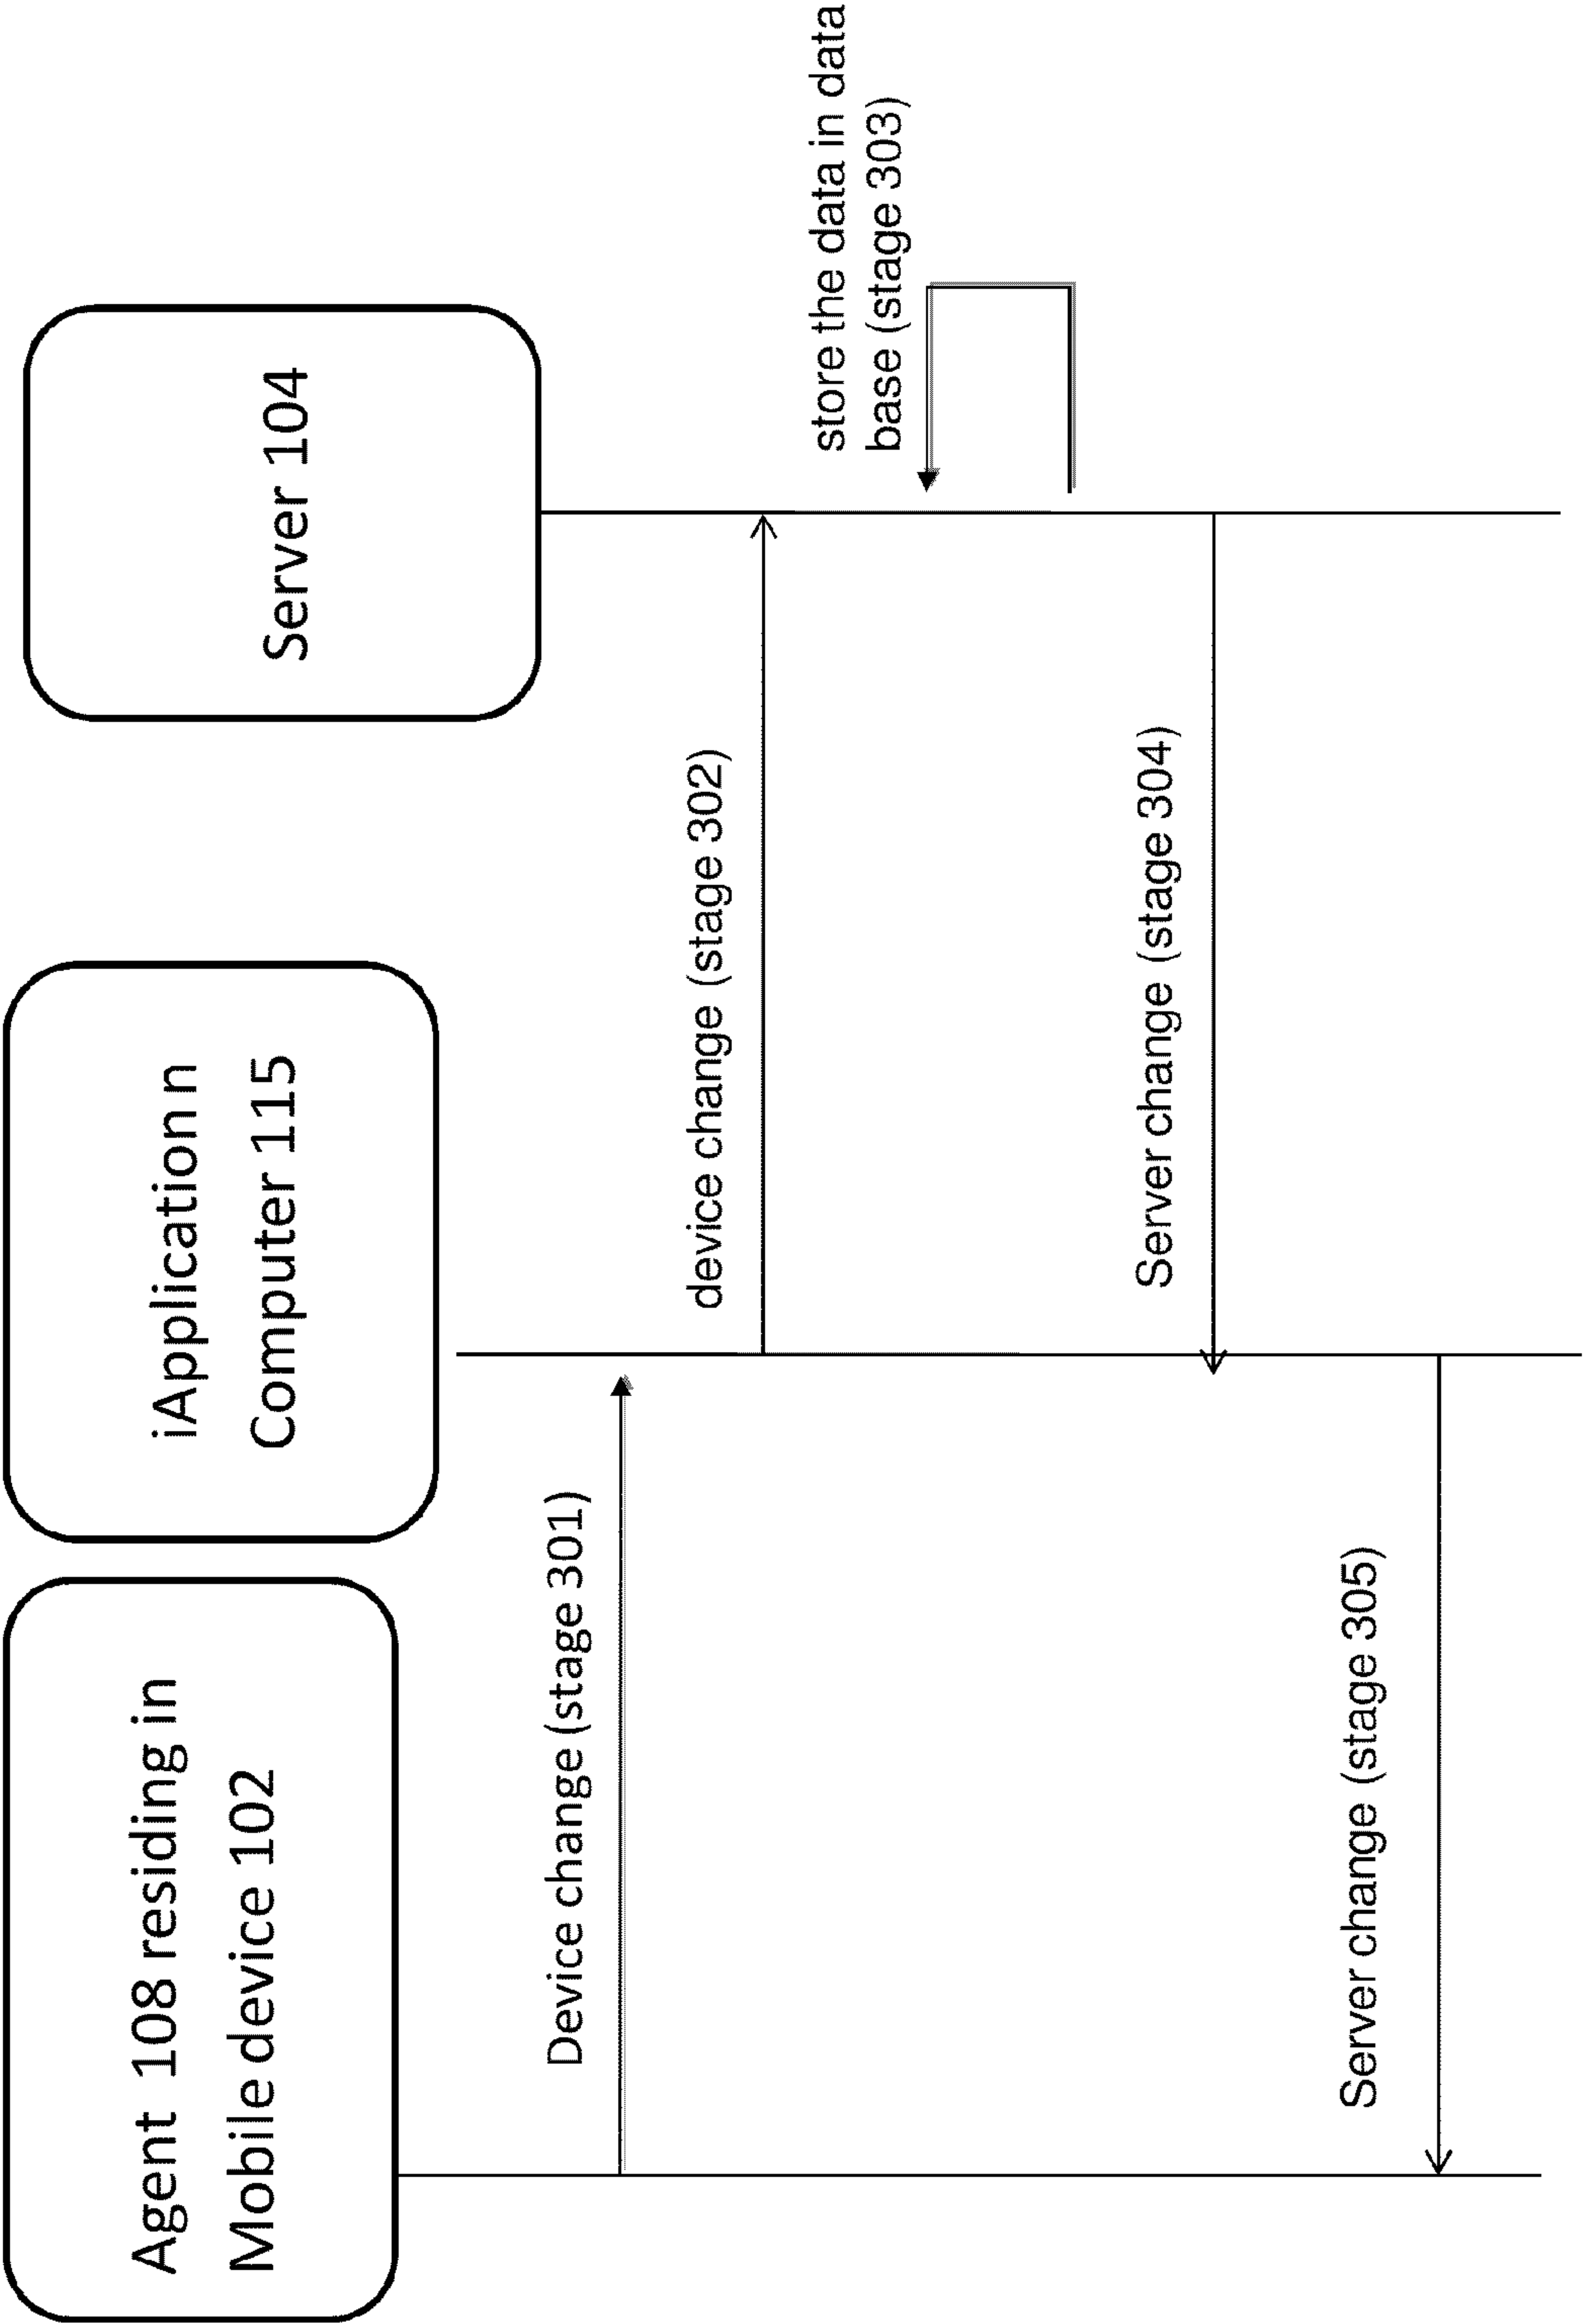 Agent 108 residing in
Mobile device 102
iApplication n
Computer 115
Server 104
Device change (stage 301)
device change (stage 302)
store the data in data
base (stage 303)
Server change (stage 304)
Server change (stage 305)